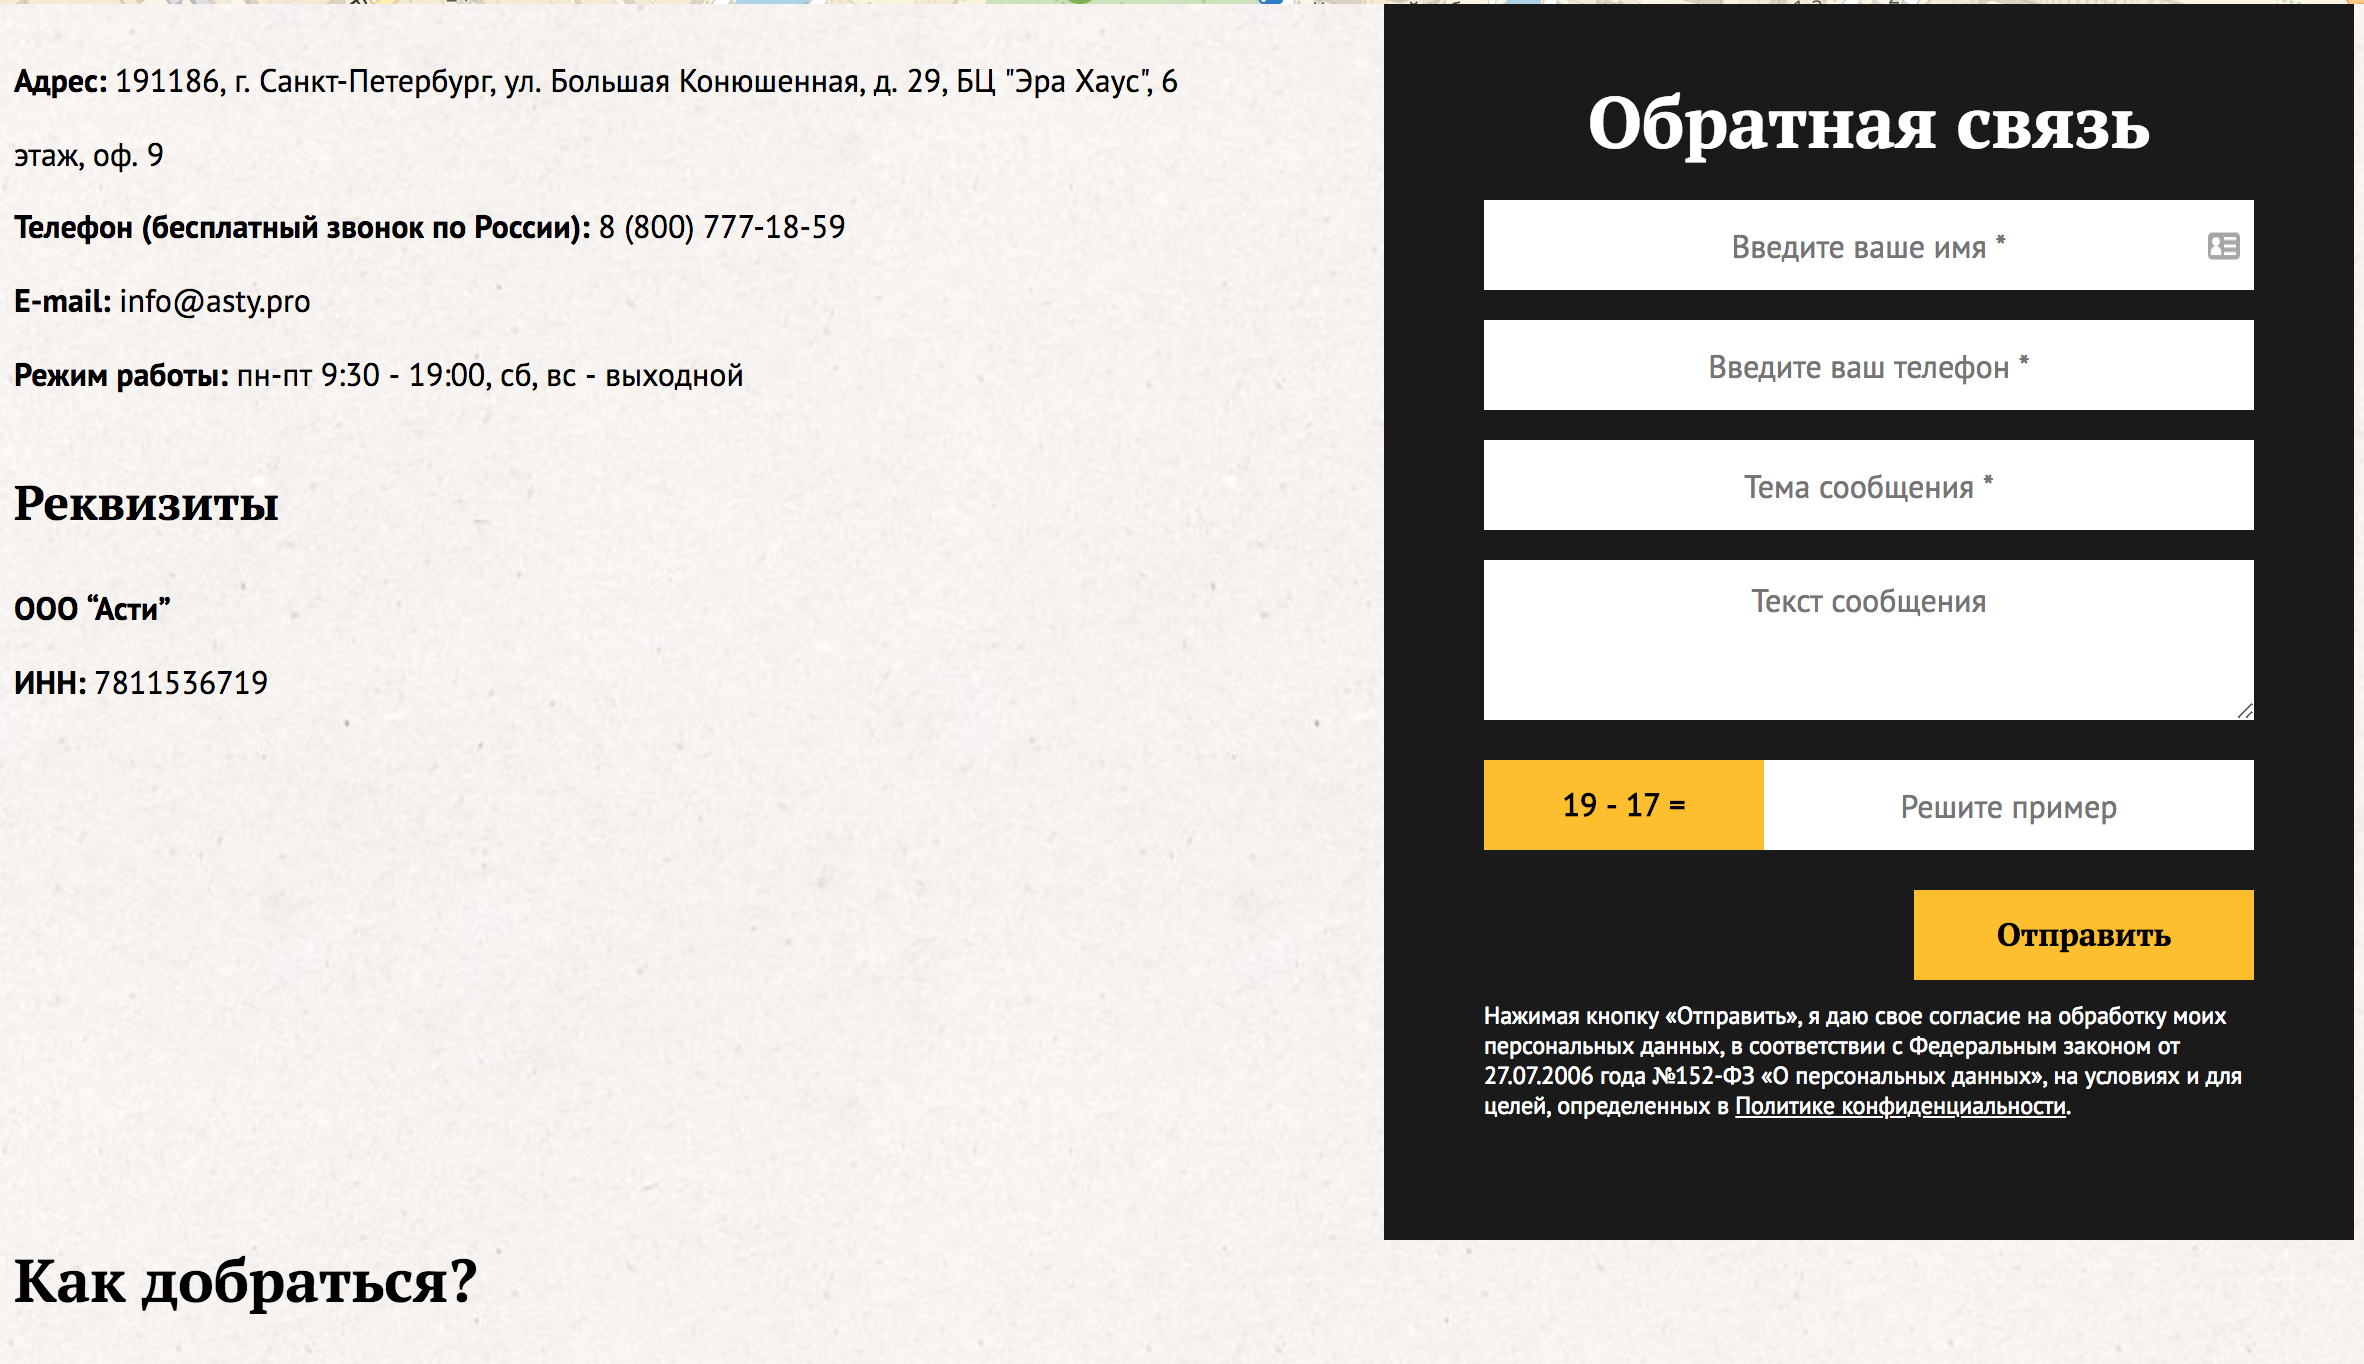 Адрес: 191186, г. Санкт-Петербург, ул. Большая Конюшенная, д. 29, БЦ "Эра Хаус", 6
этаж, оф. 9
Телефон (бесплатный звонок по России): 8 (800) 777-18-59
E-mail: info@asty.pro
Режим работы: пн-пт 9:30 - 19:00, сб, вс - выходной
Реквизиты
ООО “Асти”
ИНН: 7811536719
Как добраться?
Обратная связь
Введите ваше имя *
Введите ваш телефон *
Тема сообщения *
Текст сообщения
19 - 17 =
Решите пример
Отправить
Нажимая кнопку «Отправить», я даю свое согласие на обработку моих
персональных данных, в соответствии с Федеральным законом от
27.07.2006 года №152-ФЗ «О персональных данных», на условиях и для
целей, определенных в Политике конфиденциальности.